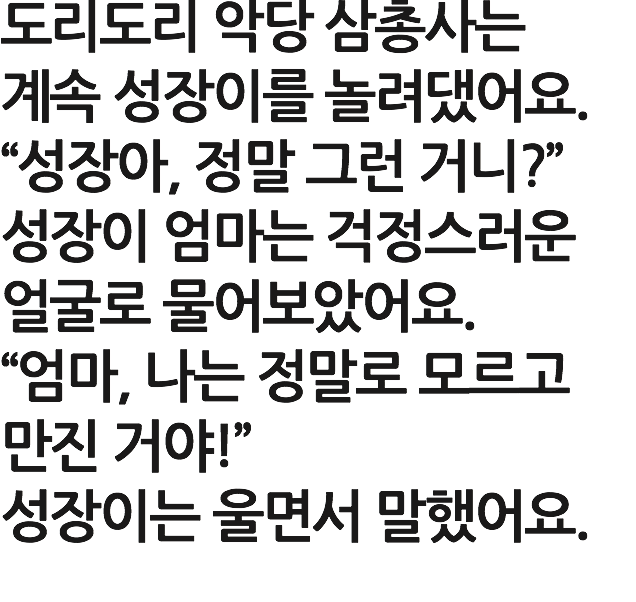 도리도리 악당 삼총사는
계속 성장이를 놀려댔어요.
“성장아, 정말 그런 거니?”
성장이 엄마는 걱정스러운
얼굴로 물어보았어요.
“엄마, 나는 정말로 모르고
만진 거야!”
성장이는 울면서 말했어요.